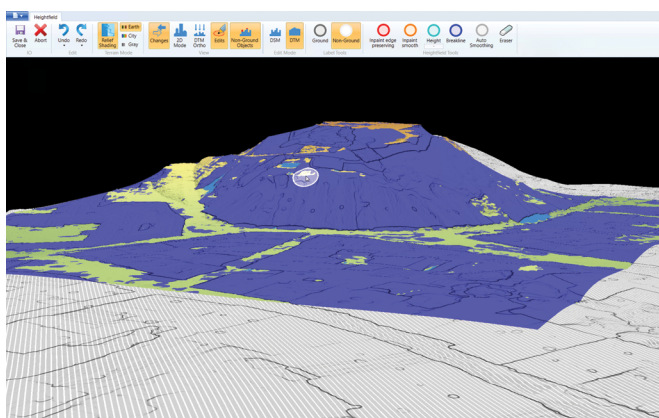 Heightfield
Save & Close
Abort
Undo
Redo
Relief Shading
Earth
City
Gray
Changes
2D Mode
DTM Ortho
Edits
Non-Ground Objects
DSM
DTM
Ground
Non-Ground
Inpaint edge preserving
Inpaint smooth
Height
Breakline
Auto Smoothing
Eraser
I/O
Edit
Terrain Mode
View
Edit Mode
Label Tools
Heightfield Tools